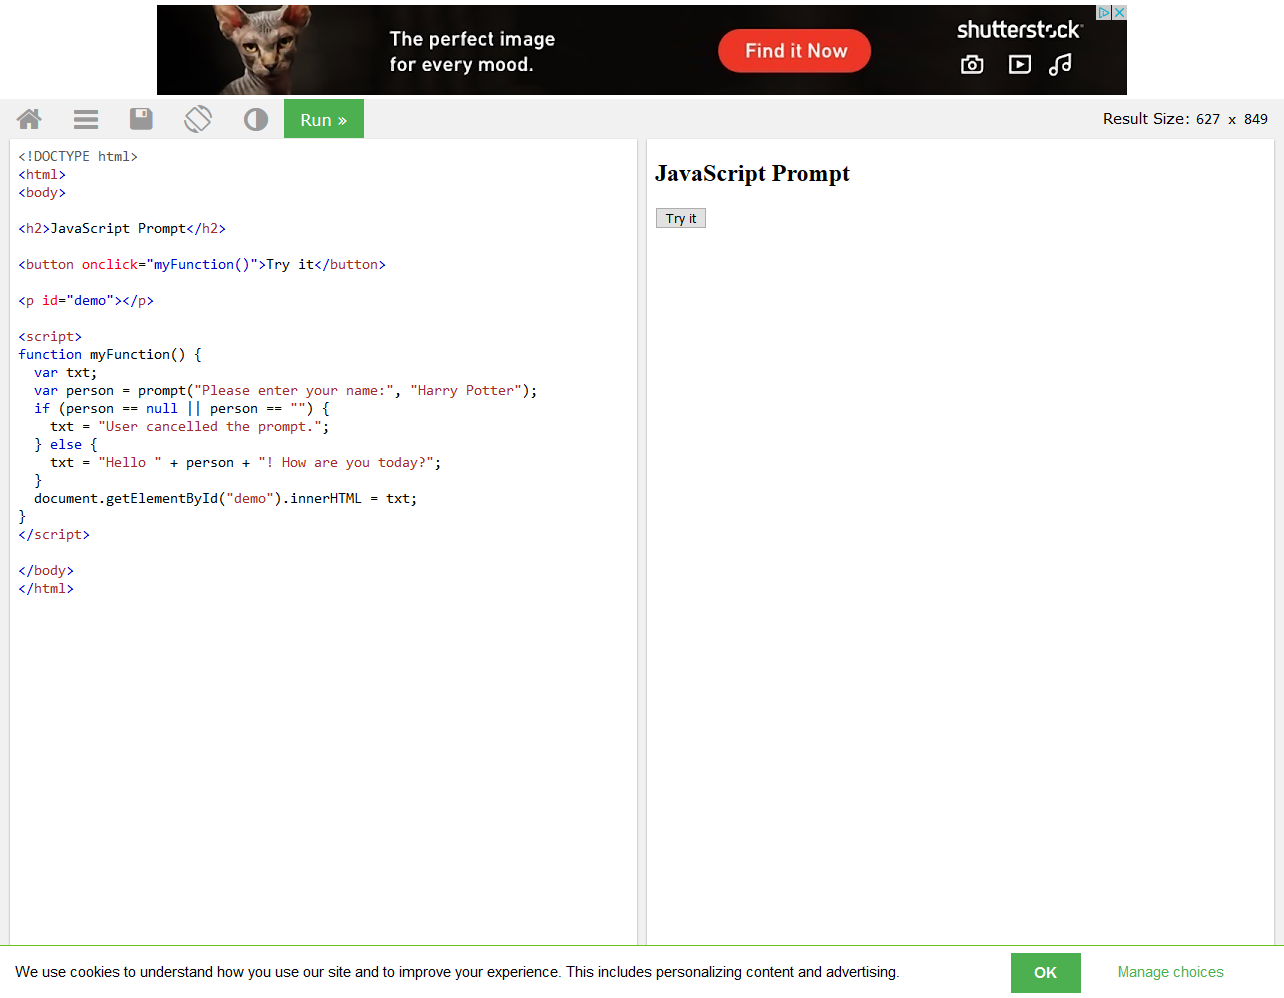 The perfect image
for every mood.
Find it Now
shutterstock
Run »
Result Size: 627 x 849
<!DOCTYPE html>
<html>
<body>
<h2>JavaScript Prompt</h2>
<button onclick="myFunction()">Try it</button>
<p id="demo"></p>
<script>
function myFunction() {
  var txt;
  var person = prompt("Please enter your name:", "Harry Potter");
  if (person == null || person == "") {
    txt = "User cancelled the prompt.";
  } else {
    txt = "Hello " + person + "! How are you today?";
  }
  document.getElementById("demo").innerHTML = txt;
}
</script>
</body>
</html>
JavaScript Prompt
Try it
We use cookies to understand how you use our site and to improve your experience. This includes personalizing content and advertising.
OK
Manage choices